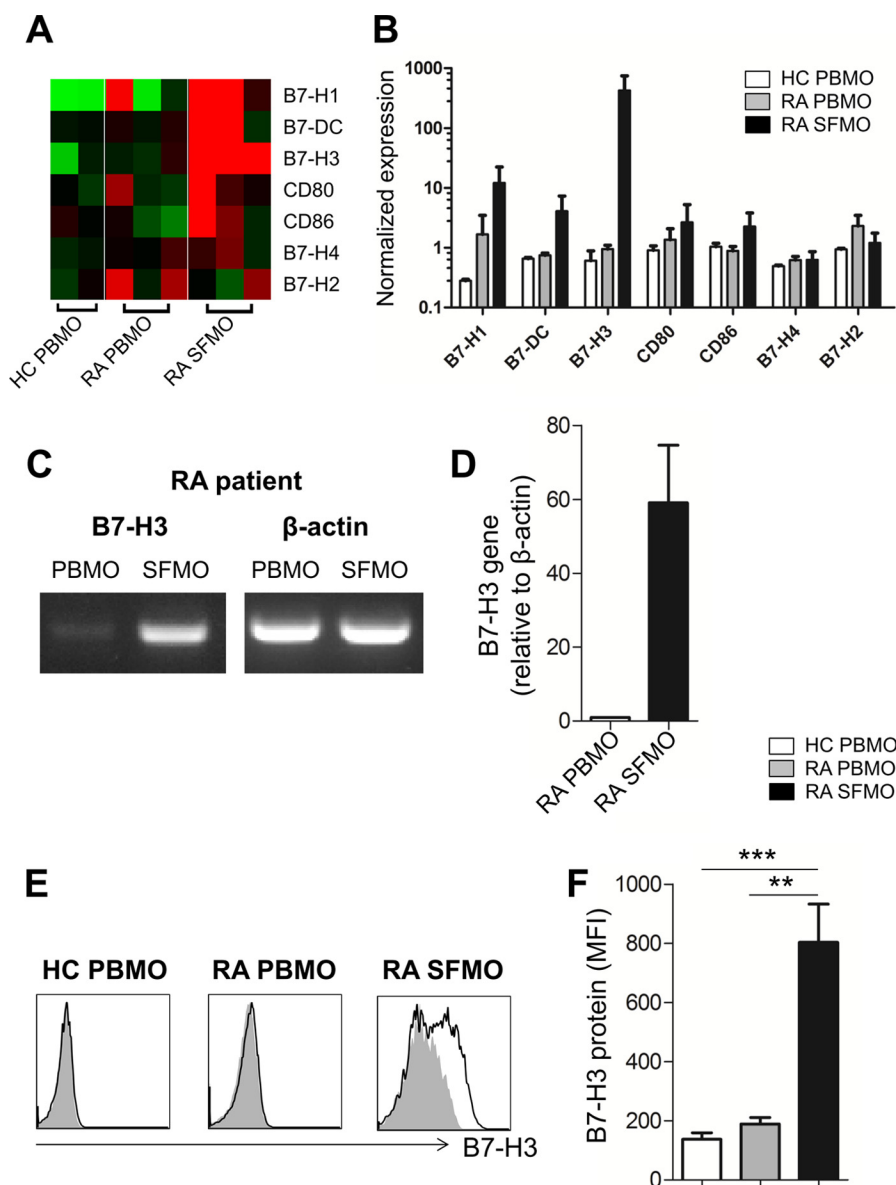 A
B7-H1
B7-DC
B7-H3
CD80
CD86
B7-H4
B7-H2
HC PBMO
RA PBMO
RA SFMO
B
Normalized expression
1000
100
10
1
0.1
HC PBMO
RA PBMO
RA SFMO
B7-H1
B7-DC
B7-H3
CD80
CD86
B7-H4
B7-H2
C
RA patient
B7-H3
β-actin
PBMO
SFMO
PBMO
SFMO
D
B7-H3 gene
(relative to β-actin)
80
60
40
20
0
RA PBMO
RA SFMO
HC PBMO
RA PBMO
RA SFMO
E
HC PBMO
RA PBMO
RA SFMO
B7-H3
F
***
**
B7-H3 protein (MFI)
1000
800
600
400
200
0